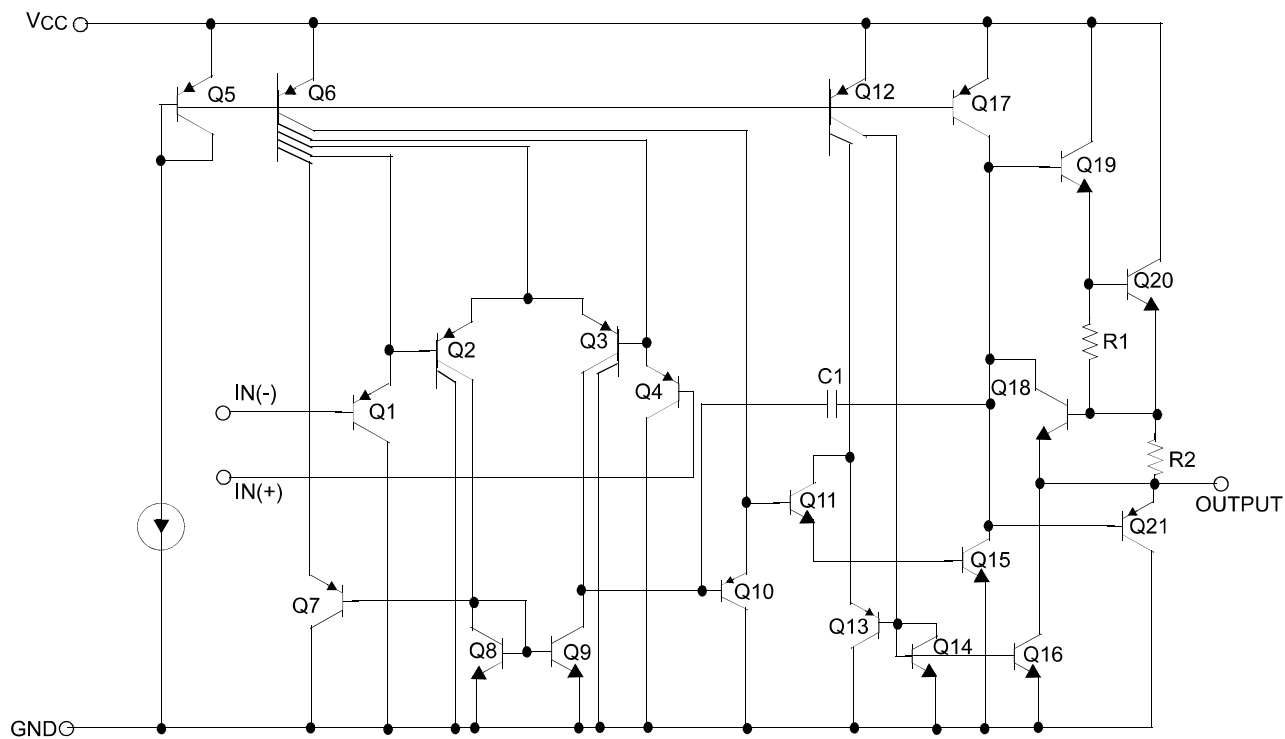 VCC
Q5
Q6
Q12
Q17
Q19
Q20
R1
Q2
Q3
Q4
C1
Q18
IN(-)
Q1
R2
IN(+)
Q11
OUTPUT
Q21
Q15
Q7
Q10
Q8
Q9
Q13
Q14
Q16
GND